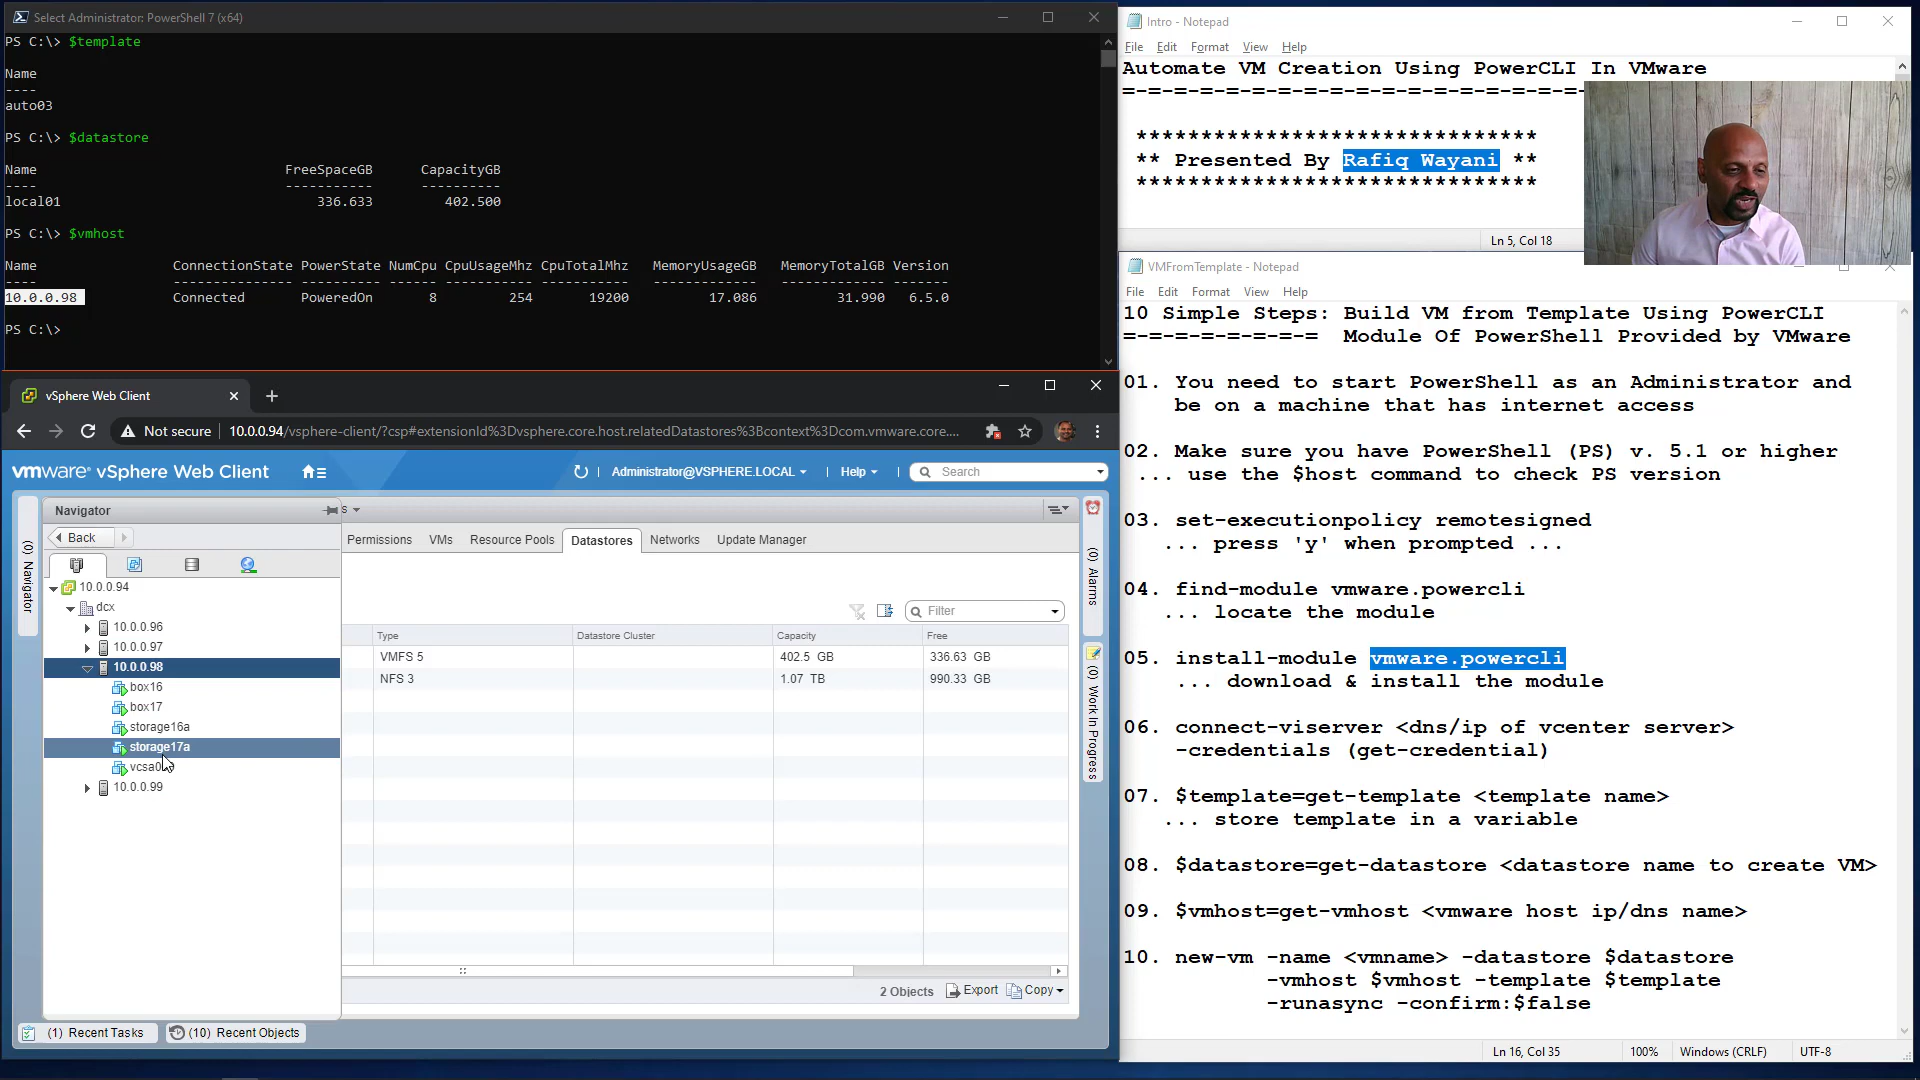 Select Administrator: PowerShell 7 (x64)
PS C:\> $template
Name
----
auto03
PS C:\> $datastore
Name FreeSpaceGB CapacityGB
---- ----------- ----------
local01 336.633 402.500
PS C:\> $vmhost
Name ConnectionState PowerState NumCpu CpuUsageMhz CpuTotalMhz MemoryUsageGB MemoryTotalGB Version
---- --------------- ---------- ------ ----------- ----------- ------------- ------------- -------
10.0.0.98 Connected PoweredOn 8 254 19200 17.086 31.990 6.5.0
PS C:\>
vSphere Web Client
Not secure 10.0.0.94/vsphere-client/?csp#extensionId%3Dvsphere.core.host.relatedDatastores%3Bcontext%3Dcom.vmware.core....
vmware® vSphere Web Client
Administrator@VSPHERE.LOCAL
Help
Search
(0) Navigator
Navigator
s
Back
Permissions VMs Resource Pools Datastores Networks Update Manager
10.0.0.94
dcx
10.0.0.96
10.0.0.97
10.0.0.98
box16
box17
storage16a
storage17a
10.0.0.99
Filter
Type Datastore Cluster Capacity Free
VMFS 5 402.5 GB 336.63 GB
NFS 3 1.07 TB 990.33 GB
2 Objects Export Copy
(0) Alarms
(0) Work In Progress
(1) Recent Tasks
(10) Recent Objects
Intro - Notepad
File Edit Format View Help
Automate VM Creation Using PowerCLI In VMware
=-=-=-=-=-=-=-=-=-=-=-=-=-=-=-=-=-=
*******************************
** Presented By Rafiq Wayani **
*******************************
Ln 5, Col 18
VMFromTemplate - Notepad
File Edit Format View Help
10 Simple Steps: Build VM from Template Using PowerCLI
=-=-=-=-=-=-=-= Module Of PowerShell Provided by VMware
01. You need to start PowerShell as an Administrator and
be on a machine that has internet access
02. Make sure you have PowerShell (PS) v. 5.1 or higher
... use the $host command to check PS version
03. set-executionpolicy remotesigned
... press 'y' when prompted ...
04. find-module vmware.powercli
... locate the module
05. install-module vmware.powercli
... download & install the module
06. connect-viserver <dns/ip of vcenter server>
-credentials (get-credential)
07. $template=get-template <template name>
... store template in a variable
08. $datastore=get-datastore <datastore name to create VM>
09. $vmhost=get-vmhost <vmware host ip/dns name>
10. new-vm -name <vmname> -datastore $datastore
-vmhost $vmhost -template $template
-runasync -confirm:$false
Ln 16, Col 35 100% Windows (CRLF) UTF-8